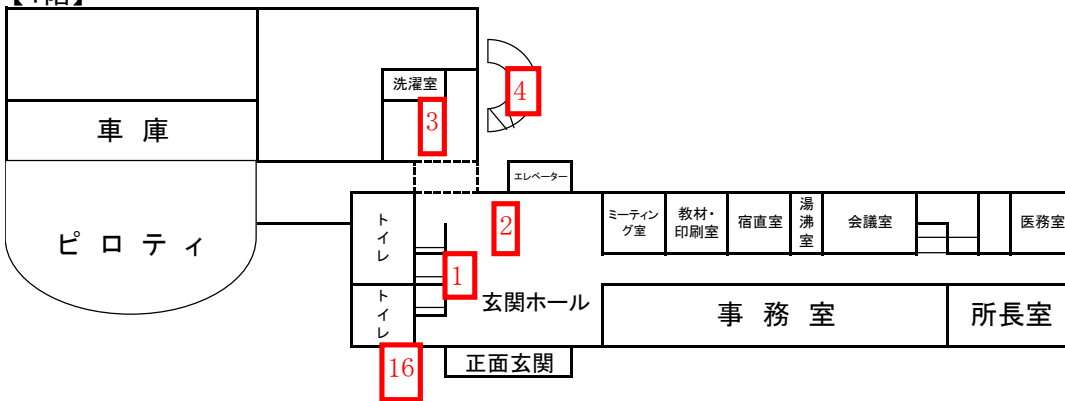 洗濯室
4
3
車 庫
エレベーター
トイレ
2
ミーティン
グ室
教材・
印刷室
宿直室
湯沸室
会議室
医務室
ピ ロ ティ
1
玄関ホール
トイレ
事 務 室
所長室
16
正面玄関